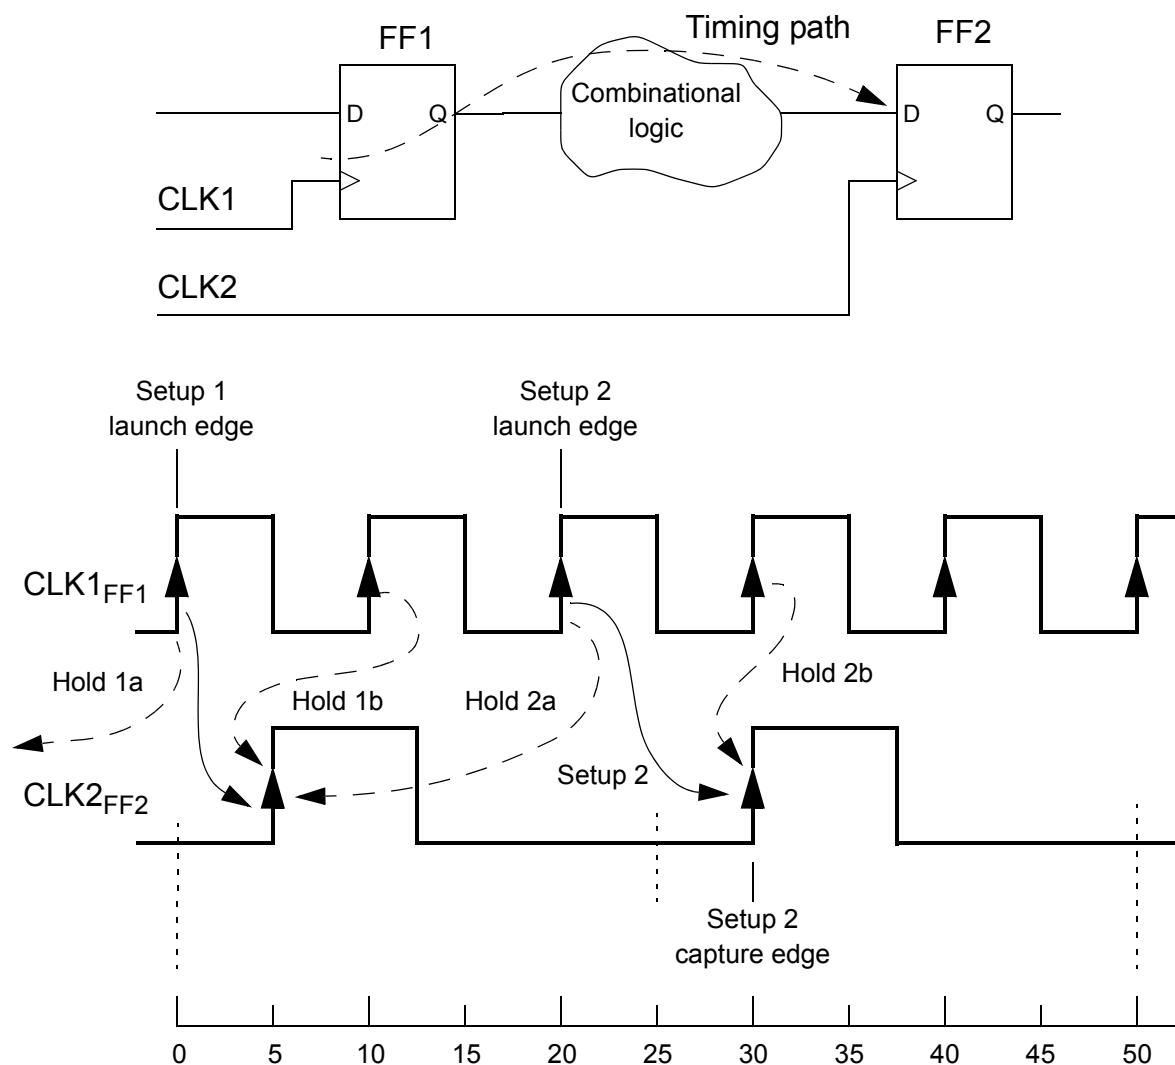 Timing path
FF1
FF2
Combinational
logic
D
Q
D
Q
CLK1
CLK2
Setup 1
launch edge
Setup 2
launch edge
CLK1FF1
Hold 1a
Hold 1b
Hold 2a
Hold 2b
Setup 2
CLK2FF2
Setup 2
capture edge
0 5 10 15 20 25 30 35 40 45 50